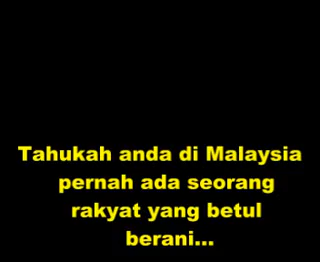 Tahukah anda di Malaysia
pernah ada seorang
rakyat yang betul
berani...